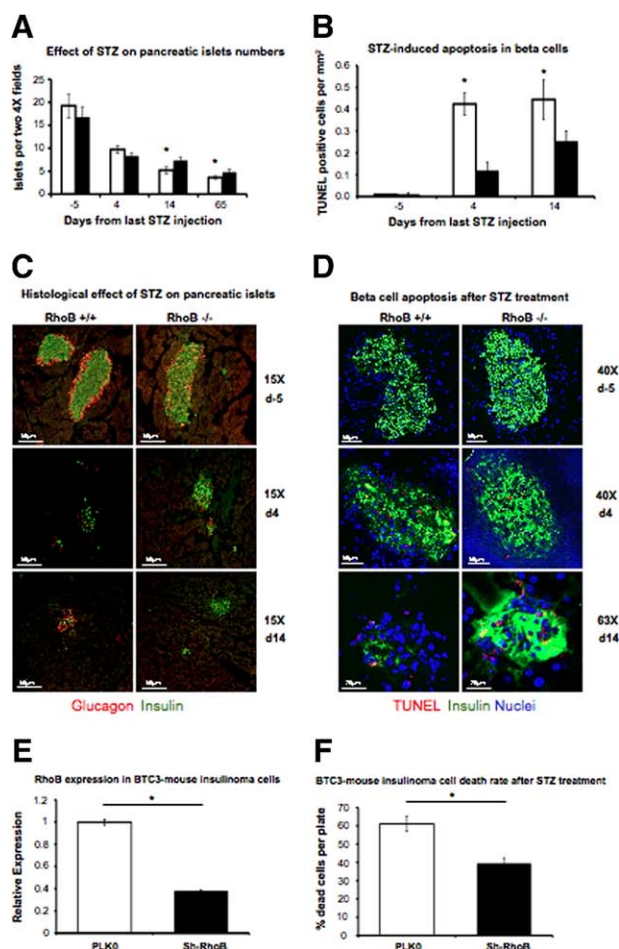 A
Effect of STZ on pancreatic islets numbers
Islets per two 4X fields
25
20
15
10
5
0
* *
-5 4 14 65
Days from last STZ injection
B
STZ-induced apoptosis in beta cells
TUNEL positive cells per mm²
0.6
0.5
0.4
0.3
0.2
0.1
0.0
* *
-5 4 14
Days from last STZ injection
C
Histological effect of STZ on pancreatic islets
RhoB +/+ RhoB -/-
15X
d-5
15X
d4
15X
d14
Glucagon Insulin
D
Beta cell apoptosis after STZ treatment
RhoB +/+ RhoB -/-
40X
d-5
40X
d4
63X
d14
TUNEL Insulin Nuclei
E
RhoB expression in BTC3-mouse insulinoma cells
Relative Expression
1.2
1
0.8
0.6
0.4
0.2
0
*
PLK0 Sh-RhoB
F
BTC3-mouse insulinoma cell death rate after STZ treatment
% dead cells per plate
70
60
50
40
30
20
10
0
*
PLK0 Sh-RhoB